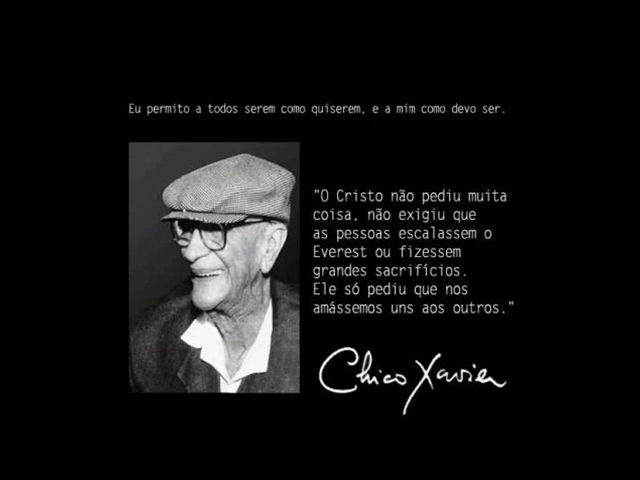 Eu permito a todos serem como quiserem, e a mim como devo ser.
"O Cristo não pediu muita
coisa, não exigiu que
as pessoas escalassem o
Everest ou fizessem
grandes sacrifícios.
Ele só pediu que nos
amássemos uns aos outros."
Chico Xavier